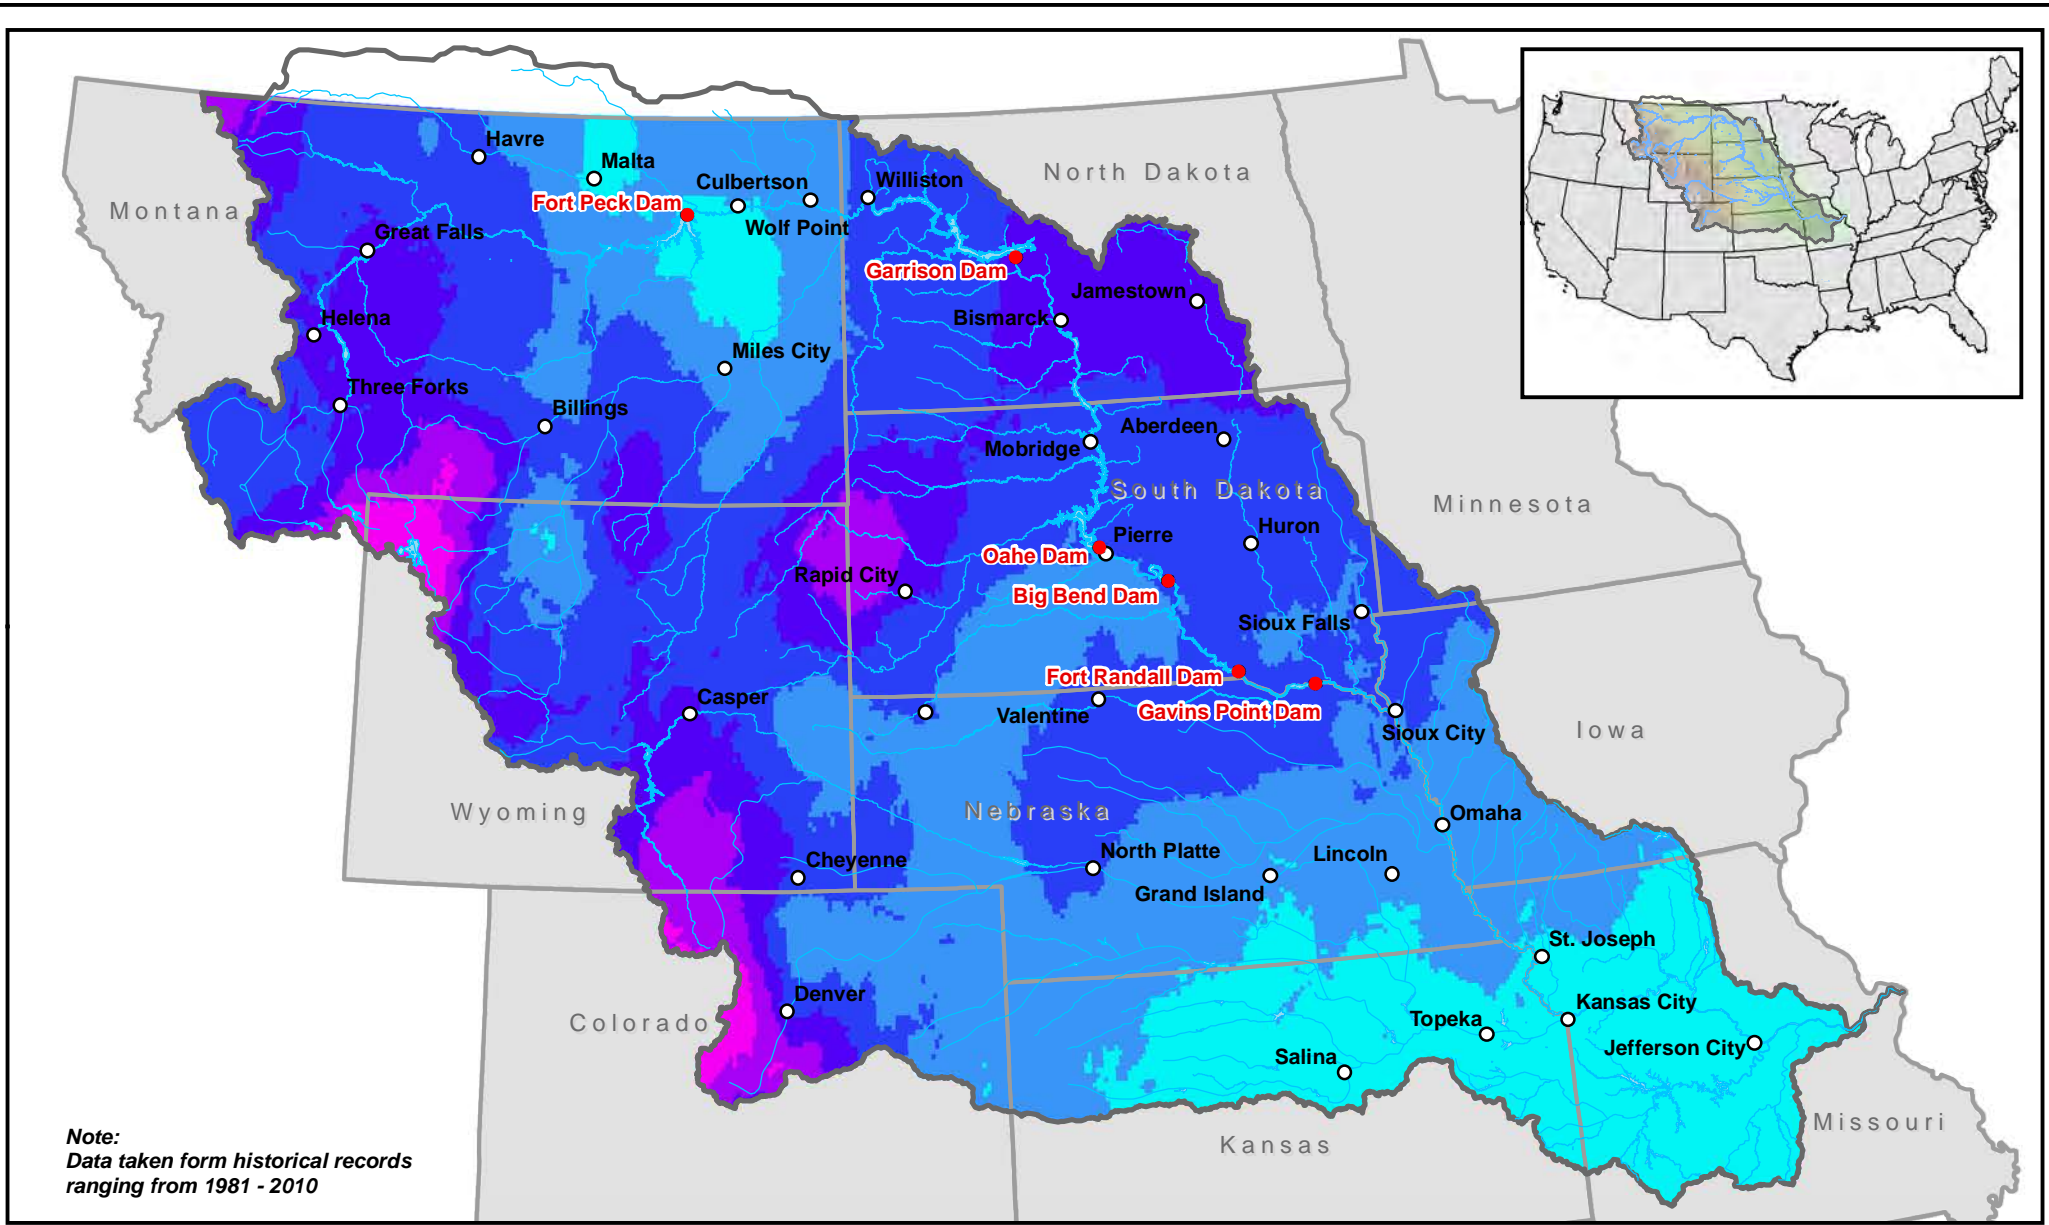 Havre
Malta
North Dakota
Culbertson
Williston
Fort Peck Dam
Montana
Wolf Point
Great Falls
Garrison Dam
Jamestown
Bismarck
Helena
Miles City
Three Forks
Billings
Aberdeen
Mobridge
South Dakota
Minnesota
Huron
Pierre
Oahe Dam
Rapid City
Big Bend Dam
Sioux Falls
Fort Randall Dam
Casper
Valentine
Gavins Point Dam
Sioux City
Iowa
Wyoming
Nebraska
Omaha
North Platte
Lincoln
Cheyenne
Grand Island
St. Joseph
Denver
Kansas City
Colorado
Topeka
Jefferson City
Salina
Missouri
Kansas
Note:
Data taken form historical records
ranging from 1981 - 2010